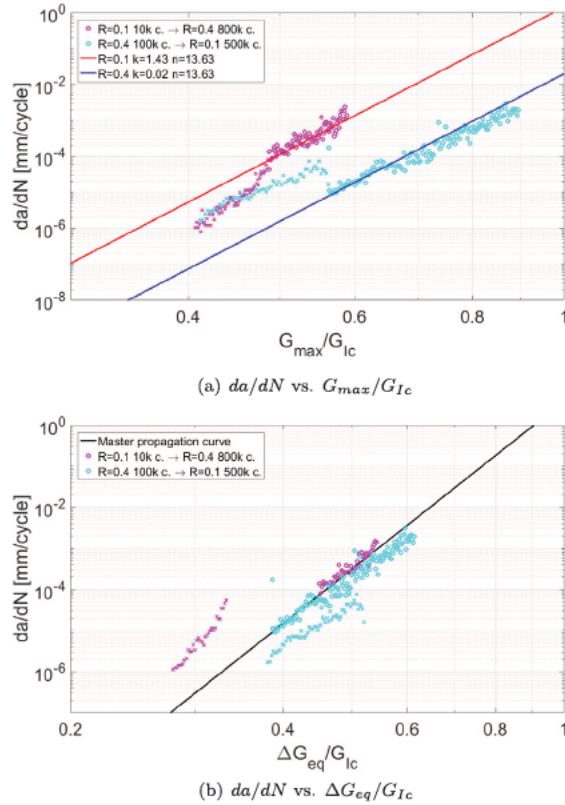 10^0
R=0.1 10k c. → R=0.4 800k c.
R=0.4 100k c. → R=0.1 500k c.
R=0.1 k=1.43 n=13.63
R=0.4 k=0.02 n=13.63
10^-2
10^-4
10^-6
10^-8
da/dN [mm/cycle]
0.4 0.6 0.8 1
G_max/G_Ic
(a) da/dN vs. G_max/G_Ic
10^0
Master propagation curve
R=0.1 10k c. → R=0.4 800k c.
R=0.4 100k c. → R=0.1 500k c.
10^-2
10^-4
10^-6
da/dN [mm/cycle]
0.2 0.4 0.6 0.8 1
ΔG_eq/G_Ic
(b) da/dN vs. ΔG_eq/G_Ic